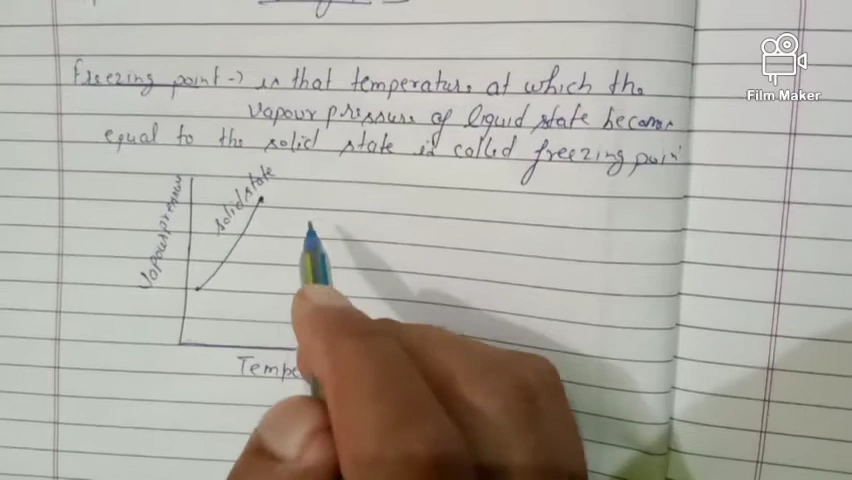 Freezing point → is that temperature at which the
vapour pressure of liquid state becomes
equal to the solid state is called freezing point
solid state
Vapour pressure
Tempe
Film Maker